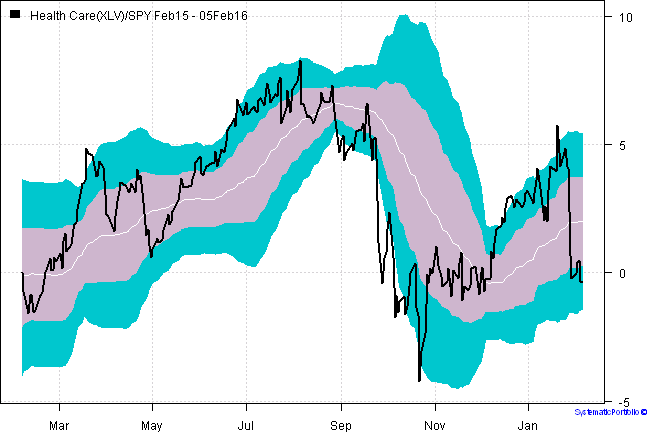 Health Care(XLV)/SPY Feb15 - 05Feb16
10
5
0
-5
Mar May Jul Sep Nov Jan
SystematicPortfolio ©